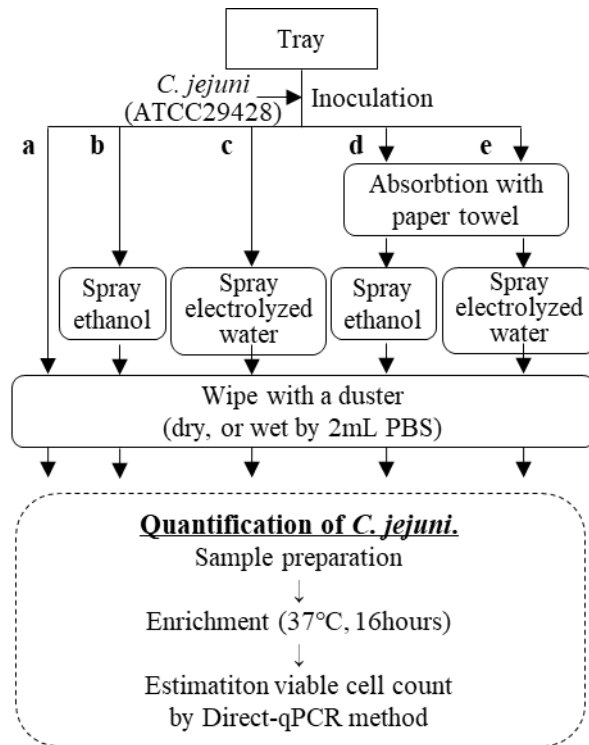 Tray
C. jejuni
(ATCC29428)
Inoculation
a
b
c
d
e
Absorbtion with
paper towel
Spray
ethanol
Spray
electrolyzed
water
Spray
ethanol
Spray
electrolyzed
water
Wipe with a duster
(dry, or wet by 2mL PBS)
Quantification of C. jejuni.
Sample preparation
↓
Enrichment (37℃, 16hours)
↓
Estimatiton viable cell count
by Direct-qPCR method